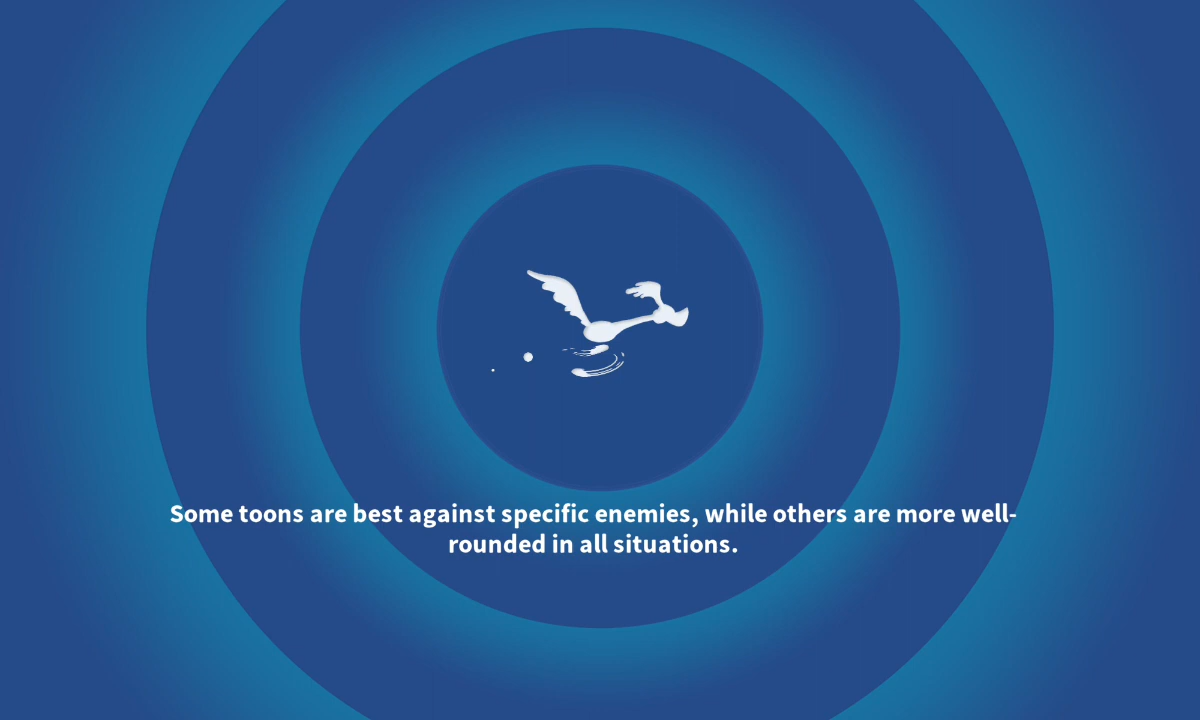 Some toons are best against specific enemies, while others are more well-
rounded in all situations.